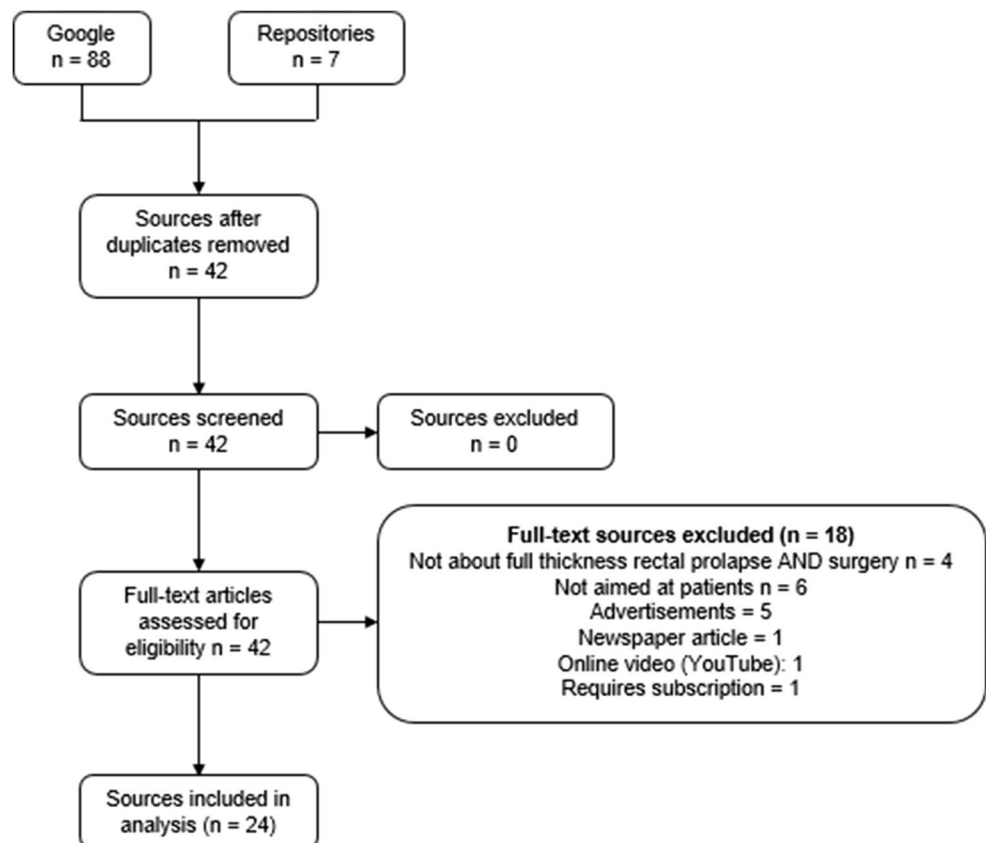 Google
n = 88
Repositories
n = 7
Sources after
duplicates removed
n = 42
Sources screened
n = 42
Sources excluded
n = 0
Full-text articles
assessed for
eligibility n = 42
Full-text sources excluded (n = 18)
Not about full thickness rectal prolapse AND surgery n = 4
Not aimed at patients n = 6
Advertisements = 5
Newspaper article = 1
Online video (YouTube): 1
Requires subscription = 1
Sources included in
analysis (n = 24)